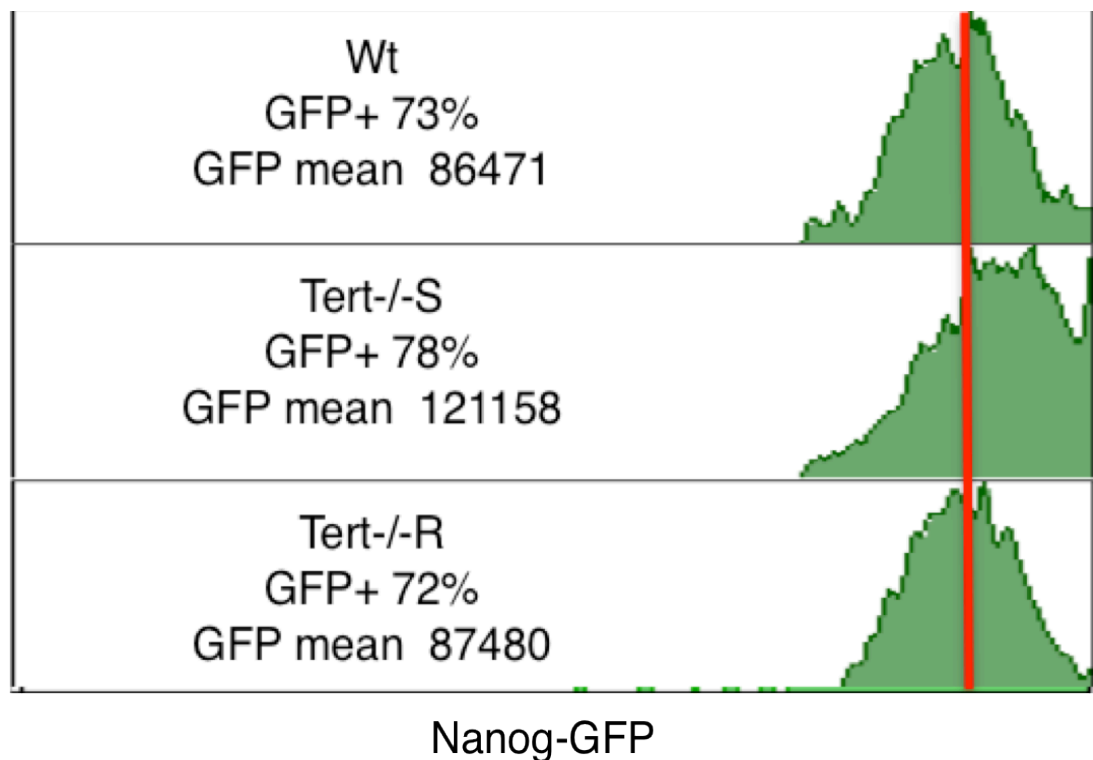 Wt
GFP+ 73%
GFP mean 86471
Tert-/-S
GFP+ 78%
GFP mean 121158
Tert-/-R
GFP+ 72%
GFP mean 87480
Nanog-GFP